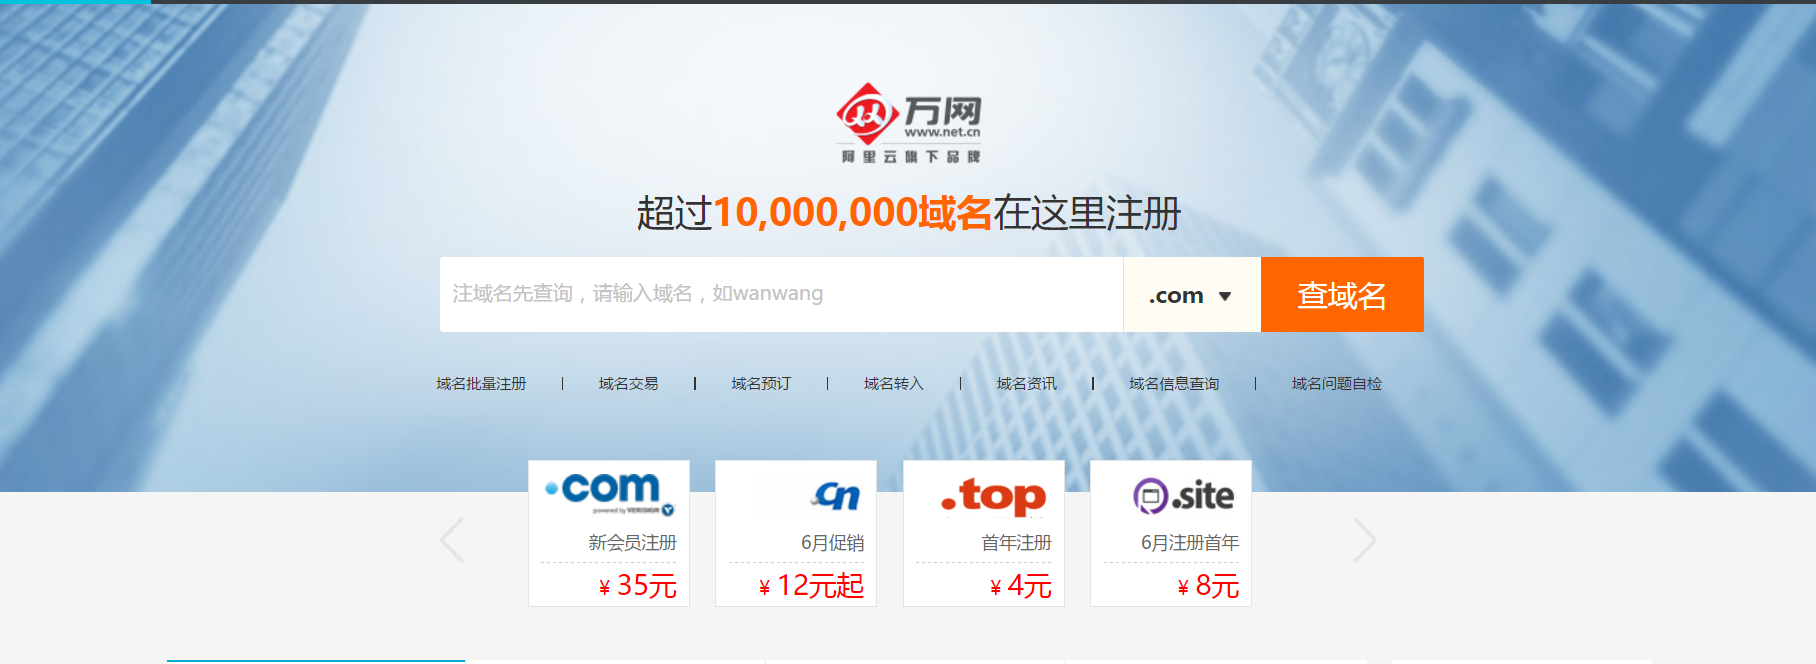 万网
www.net.cn
阿里云旗下品牌
超过10,000,000域名在这里注册
注域名先查询，请输入域名，如wanwang
.com
查域名
域名批量注册 | 域名交易 | 域名预订 | 域名转入 | 域名资讯 | 域名信息查询 | 域名问题自检
.com
powered by VERISIGN
新会员注册
¥ 35元
.cn
6月促销
¥ 12元起
.top
首年注册
¥ 4元
.site
6月注册首年
¥ 8元